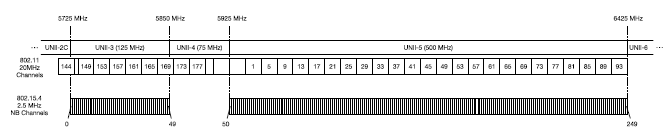 5725 MHz 5850 MHz 5925 MHz 6425 MHz
... UNII-2C UNII-3 (125 MHz) UNII-4 (75 MHz) UNII-5 (500 MHz) UNII-6 ...
802.11
20MHz
Channels
144 149 153 157 161 165 169 173 177 1 5 9 13 17 21 25 29 33 37 41 45 49 53 57 61 65 69 73 77 81 85 89 93
802.15.4
2.5 MHz
NB Channels
0 49 50 249